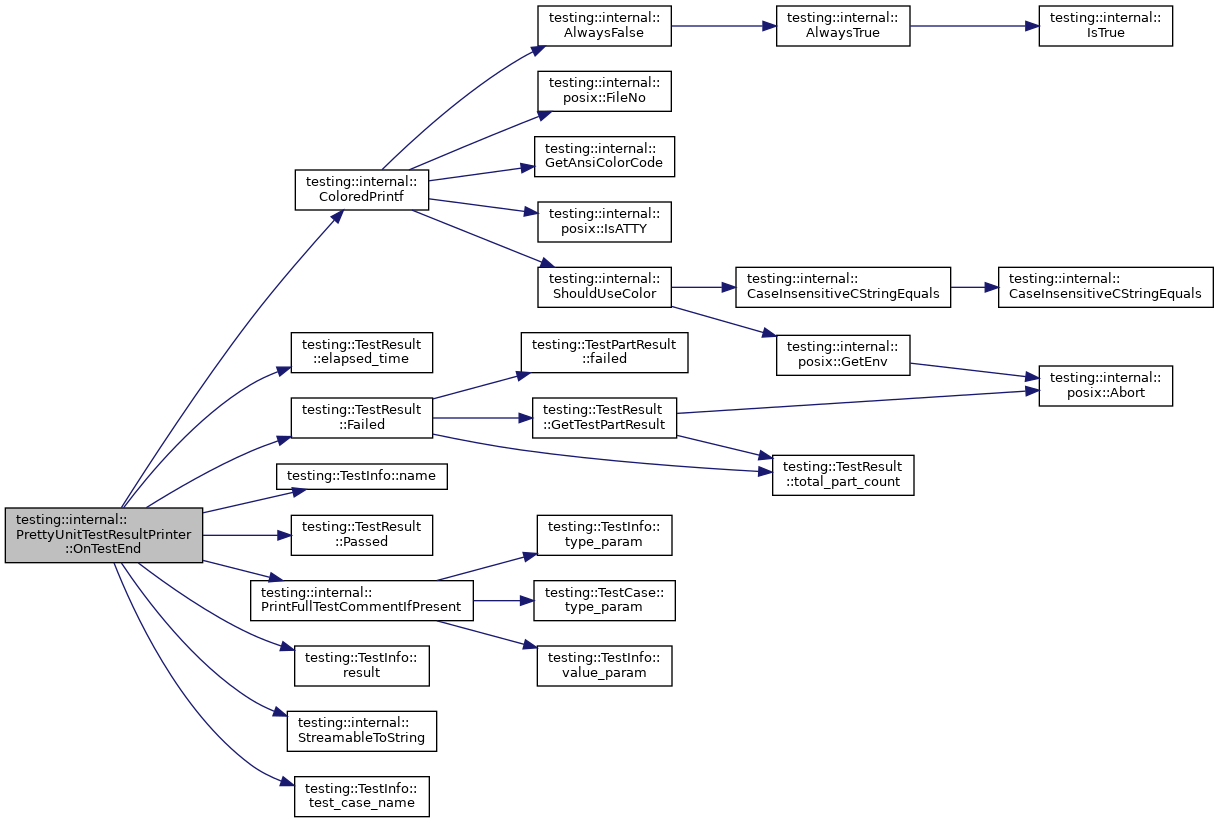 testing::internal::
AlwaysFalse
testing::internal::
AlwaysTrue
testing::internal::
IsTrue
testing::internal::
posix::FileNo
testing::internal::
GetAnsiColorCode
testing::internal::
ColoredPrintf
testing::internal::
posix::IsATTY
testing::internal::
ShouldUseColor
testing::internal::
CaseInsensitiveCStringEquals
testing::internal::
CaseInsensitiveCStringEquals
testing::TestResult
::elapsed_time
testing::TestPartResult
::failed
testing::internal::
posix::GetEnv
testing::internal::
posix::Abort
testing::TestResult
::Failed
testing::TestResult
::GetTestPartResult
testing::TestInfo::name
testing::TestResult
::total_part_count
testing::internal::
PrettyUnitTestResultPrinter
::OnTestEnd
testing::TestResult
::Passed
testing::TestInfo::
type_param
testing::internal::
PrintFullTestCommentIfPresent
testing::TestCase::
type_param
testing::TestInfo::
result
testing::TestInfo::
value_param
testing::internal::
StreamableToString
testing::TestInfo::
test_case_name